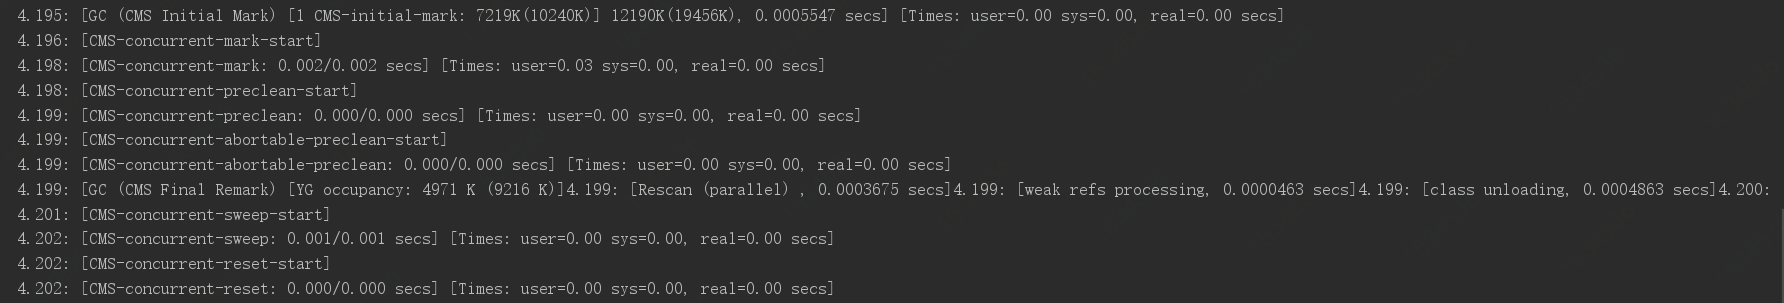 4.195: [GC (CMS Initial Mark) [1 CMS-initial-mark: 7219K(10240K)] 12190K(19456K), 0.0005547 secs] [Times: user=0.00 sys=0.00, real=0.00 secs]
4.196: [CMS-concurrent-mark-start]
4.198: [CMS-concurrent-mark: 0.002/0.002 secs] [Times: user=0.03 sys=0.00, real=0.00 secs]
4.198: [CMS-concurrent-preclean-start]
4.199: [CMS-concurrent-preclean: 0.000/0.000 secs] [Times: user=0.00 sys=0.00, real=0.00 secs]
4.199: [CMS-concurrent-abortable-preclean-start]
4.199: [CMS-concurrent-abortable-preclean: 0.000/0.000 secs] [Times: user=0.00 sys=0.00, real=0.00 secs]
4.199: [GC (CMS Final Remark) [YG occupancy: 4971 K (9216 K)]4.199: [Rescan (parallel) , 0.0003675 secs]4.199: [weak refs processing, 0.0000463 secs]4.199: [class unloading, 0.0004863 secs]4.200:
4.201: [CMS-concurrent-sweep-start]
4.202: [CMS-concurrent-sweep: 0.001/0.001 secs] [Times: user=0.00 sys=0.00, real=0.00 secs]
4.202: [CMS-concurrent-reset-start]
4.202: [CMS-concurrent-reset: 0.000/0.000 secs] [Times: user=0.00 sys=0.00, real=0.00 secs]